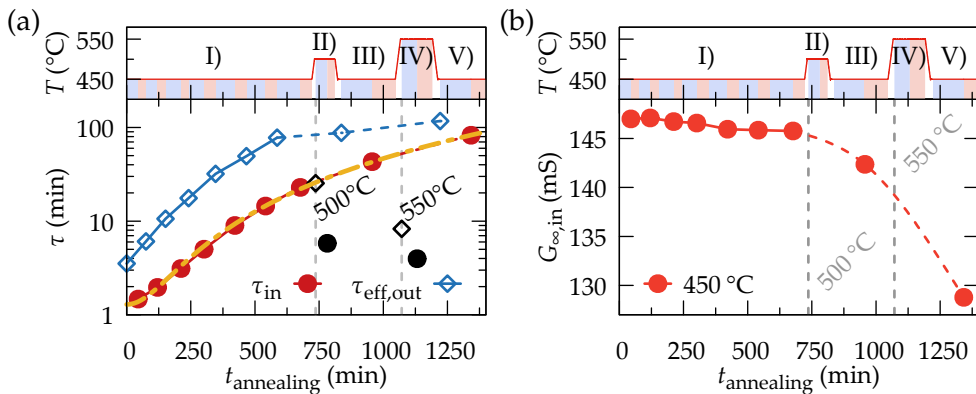 (a)
T (°C)
550
450
I)
II)
III)
IV)
V)
τ (min)
100
10
1
500 °C
550 °C
τin
τeff,out
0
250
500
750
1000
1250
tannealing (min)
(b)
T (°C)
550
450
I)
II)
III)
IV)
V)
G∞,in (mS)
145
140
135
130
550 °C
500 °C
450 °C
0
250
500
750
1000
1250
tannealing (min)